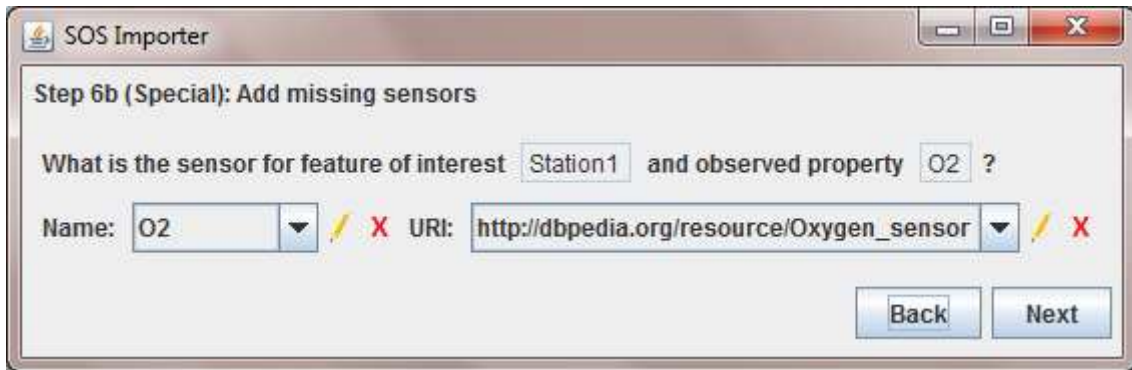 SOS Importer
Step 6b (Special): Add missing sensors
What is the sensor for feature of interest Station1 and observed property O2 ?
Name: O2 X URI: http://dbpedia.org/resource/Oxygen_sensor X
Back Next